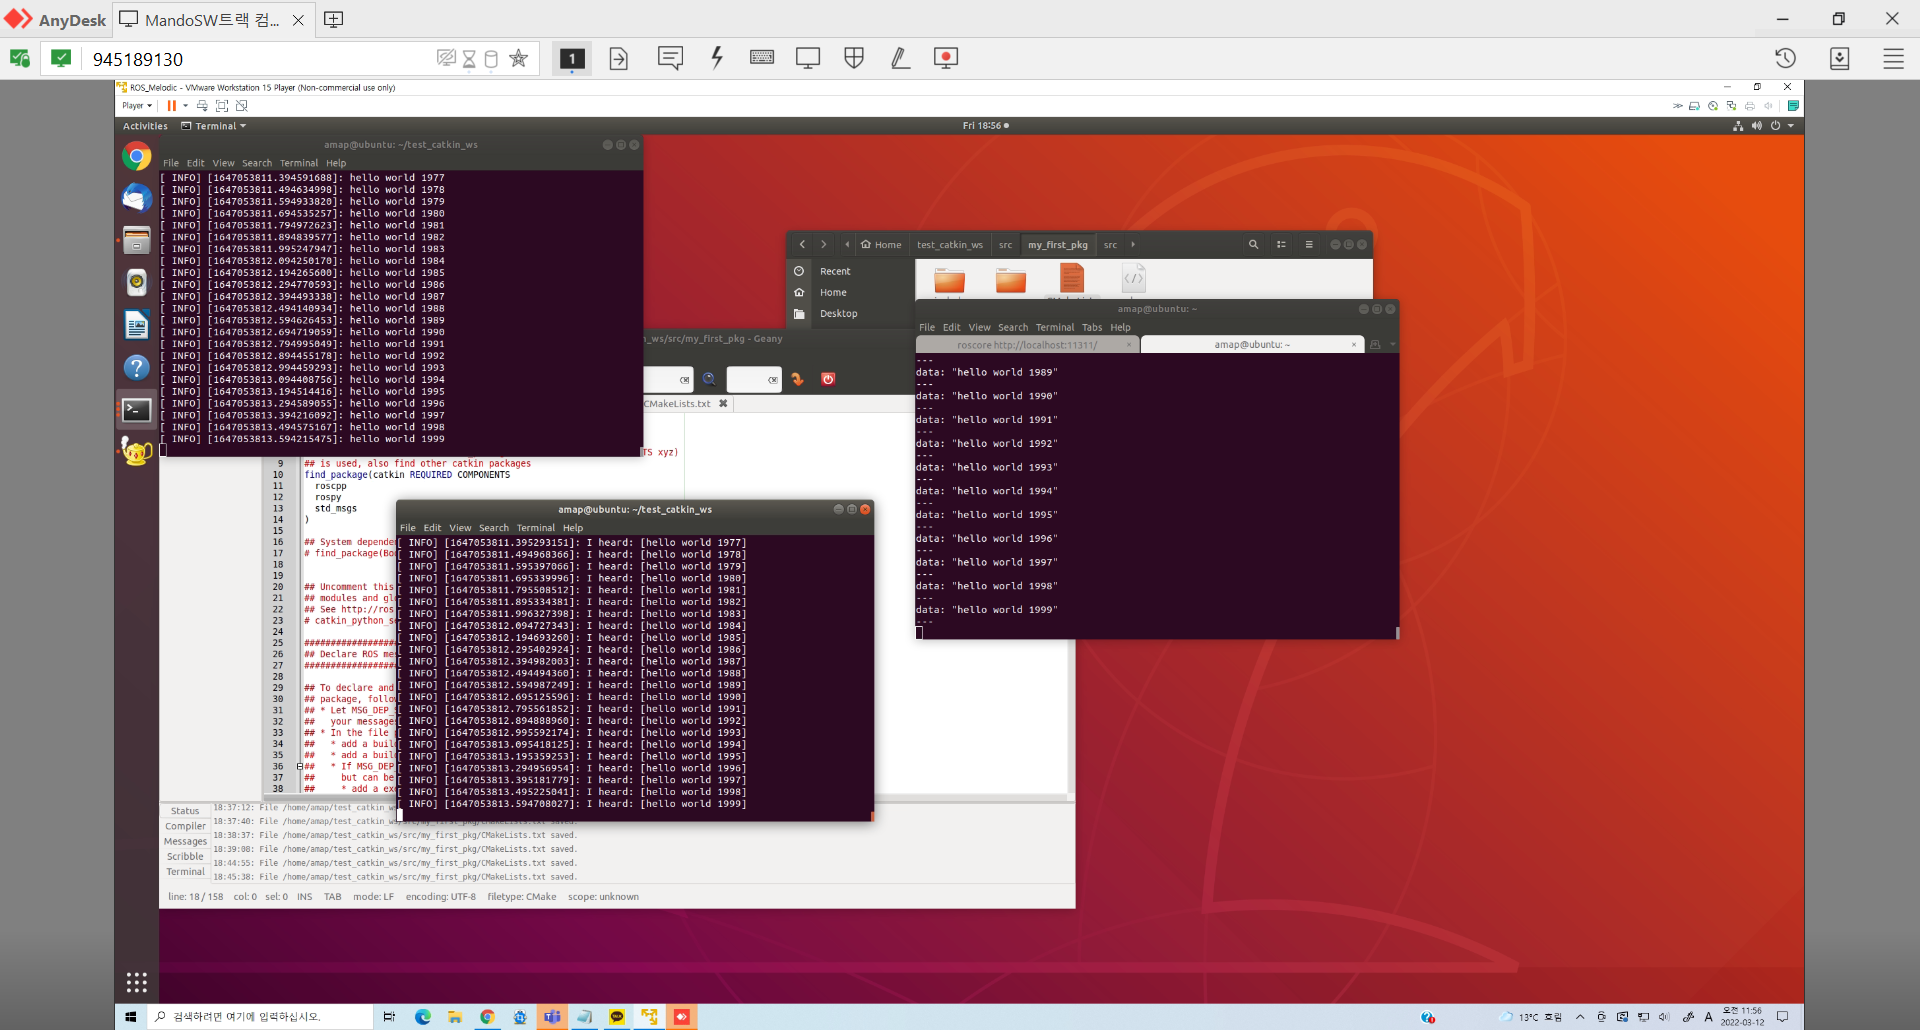 AnyDesk
MandoSW트랙 컴...
945189130
1
ROS_Melodic - VMware Workstation 15 Player (Non-commercial use only)
Player
Activities
Terminal
Fri 18:56
amap@ubuntu: ~/test_catkin_ws
File Edit View Search Terminal Help
[ INFO] [1647053811.394591688]: hello world 1977
[ INFO] [1647053811.494634998]: hello world 1978
[ INFO] [1647053811.594933820]: hello world 1979
[ INFO] [1647053811.694535257]: hello world 1980
[ INFO] [1647053811.794972623]: hello world 1981
[ INFO] [1647053811.894839577]: hello world 1982
[ INFO] [1647053811.995247947]: hello world 1983
[ INFO] [1647053812.094250170]: hello world 1984
[ INFO] [1647053812.194265600]: hello world 1985
[ INFO] [1647053812.294770593]: hello world 1986
[ INFO] [1647053812.394493338]: hello world 1987
[ INFO] [1647053812.494140934]: hello world 1988
[ INFO] [1647053812.594626453]: hello world 1989
[ INFO] [1647053812.694719059]: hello world 1990
[ INFO] [1647053812.794995049]: hello world 1991
[ INFO] [1647053812.894455178]: hello world 1992
[ INFO] [1647053812.994459293]: hello world 1993
[ INFO] [1647053813.094408756]: hello world 1994
[ INFO] [1647053813.194514416]: hello world 1995
[ INFO] [1647053813.294589055]: hello world 1996
[ INFO] [1647053813.394216092]: hello world 1997
[ INFO] [1647053813.494575167]: hello world 1998
[ INFO] [1647053813.594215475]: hello world 1999
Home test_catkin_ws src my_first_pkg src
Recent
Home
Desktop
amap@ubuntu: ~
File Edit View Search Terminal Tabs Help
roscore http://localhost:11311/
amap@ubuntu: ~
---
data: "hello world 1989"
---
data: "hello world 1990"
---
data: "hello world 1991"
---
data: "hello world 1992"
---
data: "hello world 1993"
---
data: "hello world 1994"
---
data: "hello world 1995"
---
data: "hello world 1996"
---
data: "hello world 1997"
---
data: "hello world 1998"
---
data: "hello world 1999"
---
_ws/src/my_first_pkg - Geany
CMakeLists.txt
TS xyz)
9 ## is used, also find other catkin packages
10 find_package(catkin REQUIRED COMPONENTS
11 roscpp
12 rospy
13 std_msgs
14 )
15
16 ## System depende
17 # find_package(Bo
18
19
20 ## Uncomment this
21 ## modules and gl
22 ## See http://ros
23 # catkin_python_s
24
25 #################
26 ## Declare ROS me
27 #################
28
29 ## To declare and
30 ## package, follo
31 ## * Let MSG_DEP_
32 ## your messages
33 ## * In the file
34 ## * add a buil
35 ## * add a buil
36 ## * If MSG_DEP
37 ## but can be
38 ## * add a exe
amap@ubuntu: ~/test_catkin_ws
File Edit View Search Terminal Help
[ INFO] [1647053811.395293151]: I heard: [hello world 1977]
[ INFO] [1647053811.494968366]: I heard: [hello world 1978]
[ INFO] [1647053811.595397066]: I heard: [hello world 1979]
[ INFO] [1647053811.695339996]: I heard: [hello world 1980]
[ INFO] [1647053811.795508512]: I heard: [hello world 1981]
[ INFO] [1647053811.895334381]: I heard: [hello world 1982]
[ INFO] [1647053811.996327398]: I heard: [hello world 1983]
[ INFO] [1647053812.094727343]: I heard: [hello world 1984]
[ INFO] [1647053812.194693260]: I heard: [hello world 1985]
[ INFO] [1647053812.295402924]: I heard: [hello world 1986]
[ INFO] [1647053812.394982003]: I heard: [hello world 1987]
[ INFO] [1647053812.494494360]: I heard: [hello world 1988]
[ INFO] [1647053812.594987249]: I heard: [hello world 1989]
[ INFO] [1647053812.695125596]: I heard: [hello world 1990]
[ INFO] [1647053812.795561852]: I heard: [hello world 1991]
[ INFO] [1647053812.894888960]: I heard: [hello world 1992]
[ INFO] [1647053812.995592174]: I heard: [hello world 1993]
[ INFO] [1647053813.095418125]: I heard: [hello world 1994]
[ INFO] [1647053813.195359253]: I heard: [hello world 1995]
[ INFO] [1647053813.294956954]: I heard: [hello world 1996]
[ INFO] [1647053813.395181779]: I heard: [hello world 1997]
[ INFO] [1647053813.495225041]: I heard: [hello world 1998]
[ INFO] [1647053813.594708027]: I heard: [hello world 1999]
Status
Compiler
Messages
Scribble
Terminal
18:37:12: File /home/amap/test_catkin_w
18:37:40: File /home/amap/test_catkin_ws/src/my_first_pkg/CMakeLists.txt saved.
18:38:37: File /home/amap/test_catkin_ws/src/my_first_pkg/CMakeLists.txt saved.
18:39:08: File /home/amap/test_catkin_ws/src/my_first_pkg/CMakeLists.txt saved.
18:44:55: File /home/amap/test_catkin_ws/src/my_first_pkg/CMakeLists.txt saved.
18:45:38: File /home/amap/test_catkin_ws/src/my_first_pkg/CMakeLists.txt saved.
line: 18 / 158 col: 0 sel: 0 INS TAB mode: LF encoding: UTF-8 filetype: CMake scope: unknown
검색하려면 여기에 입력하십시오.
13°C 흐림
A
오전 11:56
2022-03-12